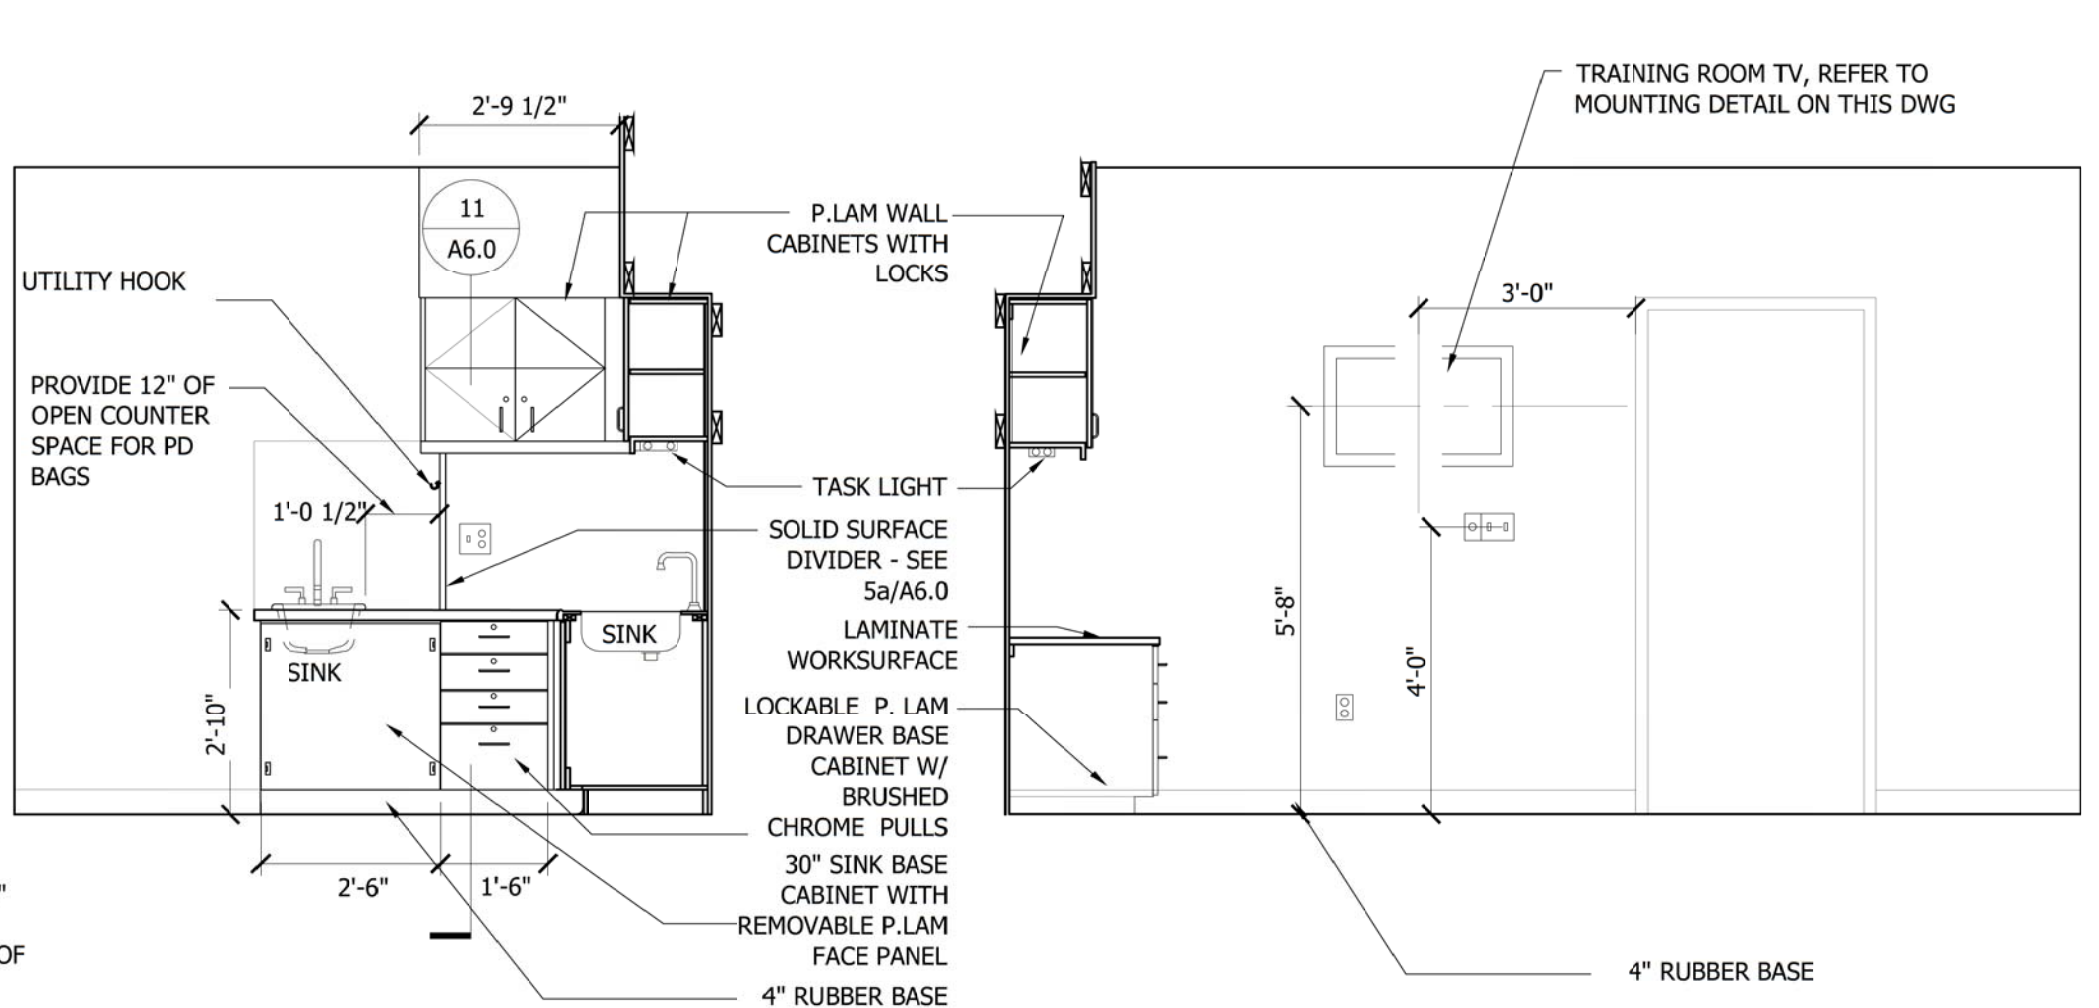 2'-9 1/2"
11
A6.0
UTILITY HOOK
PROVIDE 12" OF
OPEN COUNTER
SPACE FOR PD
BAGS
1'-0 1/2"
SINK
SINK
2'-10"
2'-6"
1'-6"
"
OF
P.LAM WALL
CABINETS WITH
LOCKS
TASK LIGHT
SOLID SURFACE
DIVIDER - SEE
5a/A6.0
LAMINATE
WORKSURFACE
LOCKABLE P. LAM
DRAWER BASE
CABINET W/
BRUSHED
CHROME PULLS
30" SINK BASE
CABINET WITH
REMOVABLE P.LAM
FACE PANEL
4" RUBBER BASE
TRAINING ROOM TV, REFER TO
MOUNTING DETAIL ON THIS DWG
3'-0"
5'-8"
4'-0"
4" RUBBER BASE